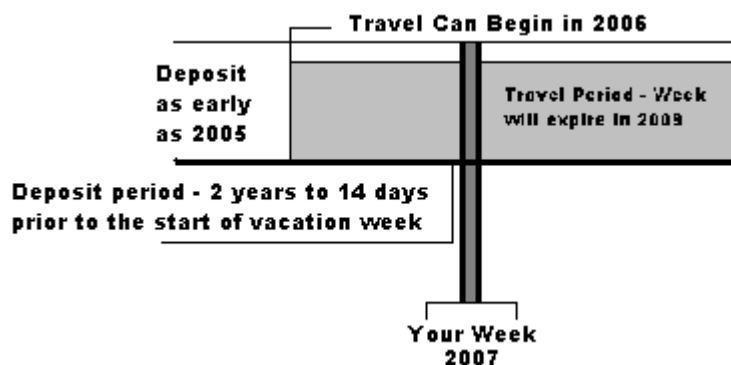 Travel Can Begin in 2006
Deposit
as early
as 2005
Travel Period - Week
will expire in 2009
Deposit period - 2 years to 14 days
prior to the start of vacation week
Your Week
2007